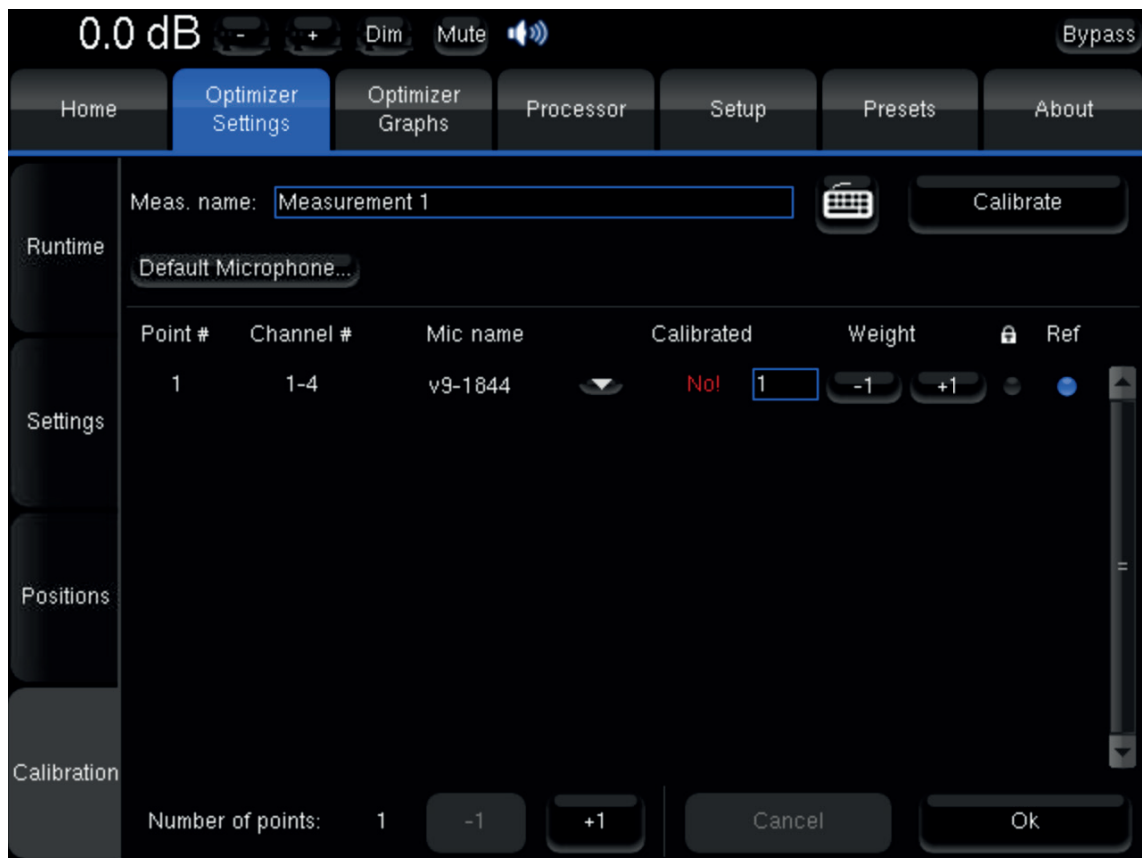 0.0 dB - + Dim Mute Bypass
Home
Optimizer
Settings
Optimizer
Graphs
Processor
Setup
Presets
About
Runtime
Settings
Positions
Calibration
Meas. name: Measurement 1 Calibrate
Default Microphone...
Point # Channel # Mic name Calibrated Weight Ref
1 1-4 v9-1844 No! 1 -1 +1
Number of points: 1 -1 +1 Cancel Ok